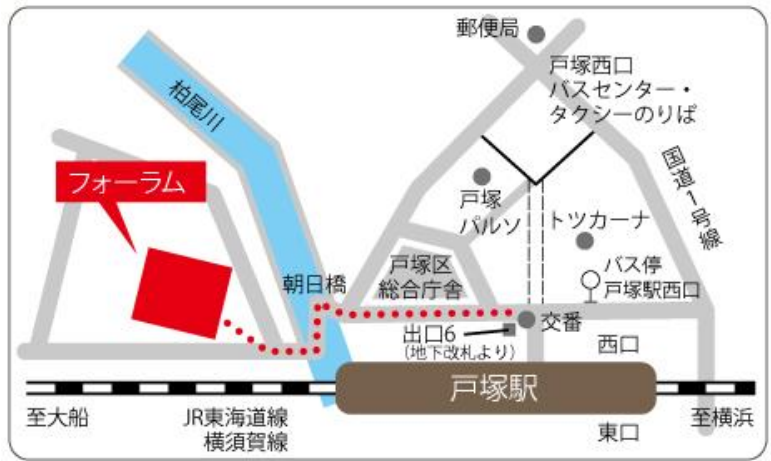 郵便局
戸塚西口
バスセンター・
タクシーのりば
柏尾川
国道1号線
フォーラム
戸塚
パルソ
トツカーナ
朝日橋
戸塚区
総合庁舎
バス停
戸塚駅西口
出口6
(地下改札より)
交番
西口
戸塚駅
至大船
JR東海道線
横須賀線
至横浜
東口